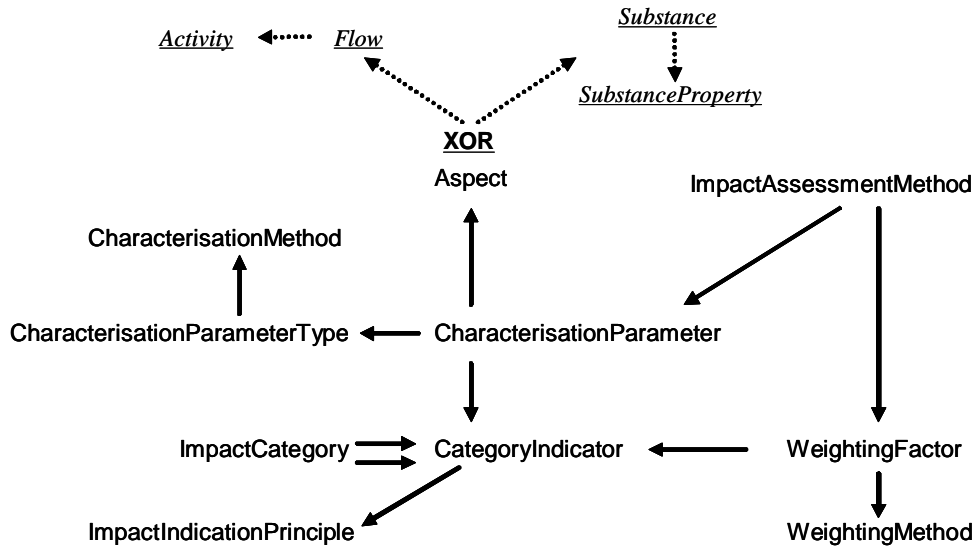 Substance
Activity
Flow
SubstanceProperty
XOR
Aspect
ImpactAssessmentMethod
CharacterisationMethod
CharacterisationParameterType
CharacterisationParameter
ImpactCategory
CategoryIndicator
WeightingFactor
ImpactIndicationPrinciple
WeightingMethod